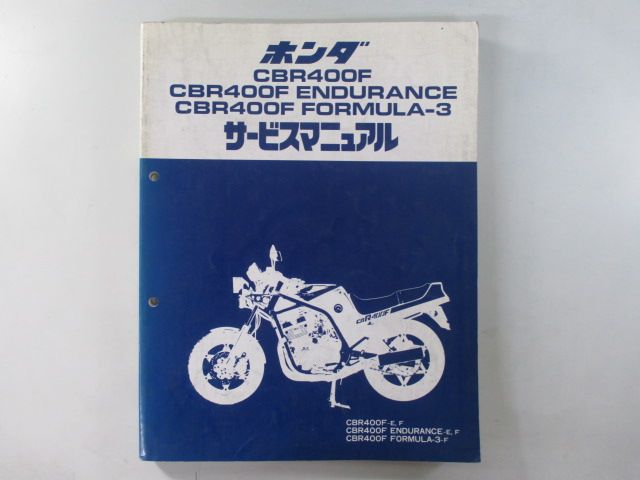 ホンダ
CBR400F
CBR400F ENDURANCE
CBR400F FORMULA-3
サービスマニュアル
CBR400F
CBR400F-E, F
CBR400F ENDURANCE-E, F
CBR400F FORMULA-3-F